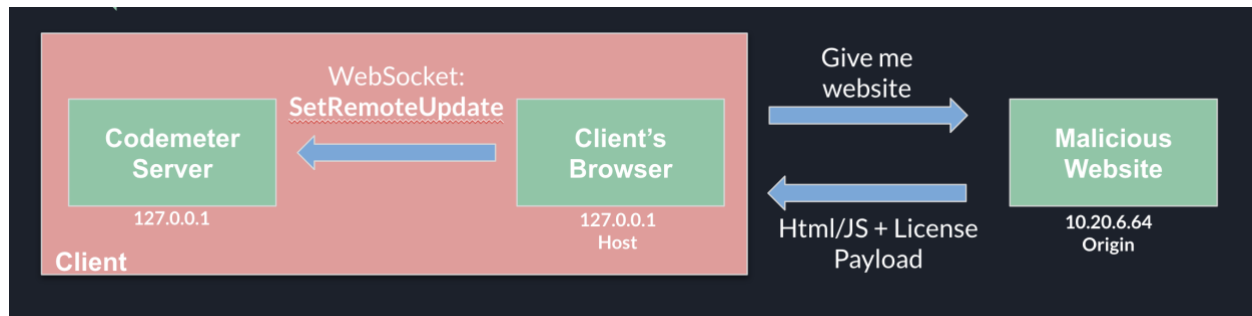 WebSocket:
SetRemoteUpdate
Codemeter
Server
127.0.0.1
Client's
Browser
127.0.0.1
Host
Client
Give me
website
Html/JS + License
Payload
Malicious
Website
10.20.6.64
Origin